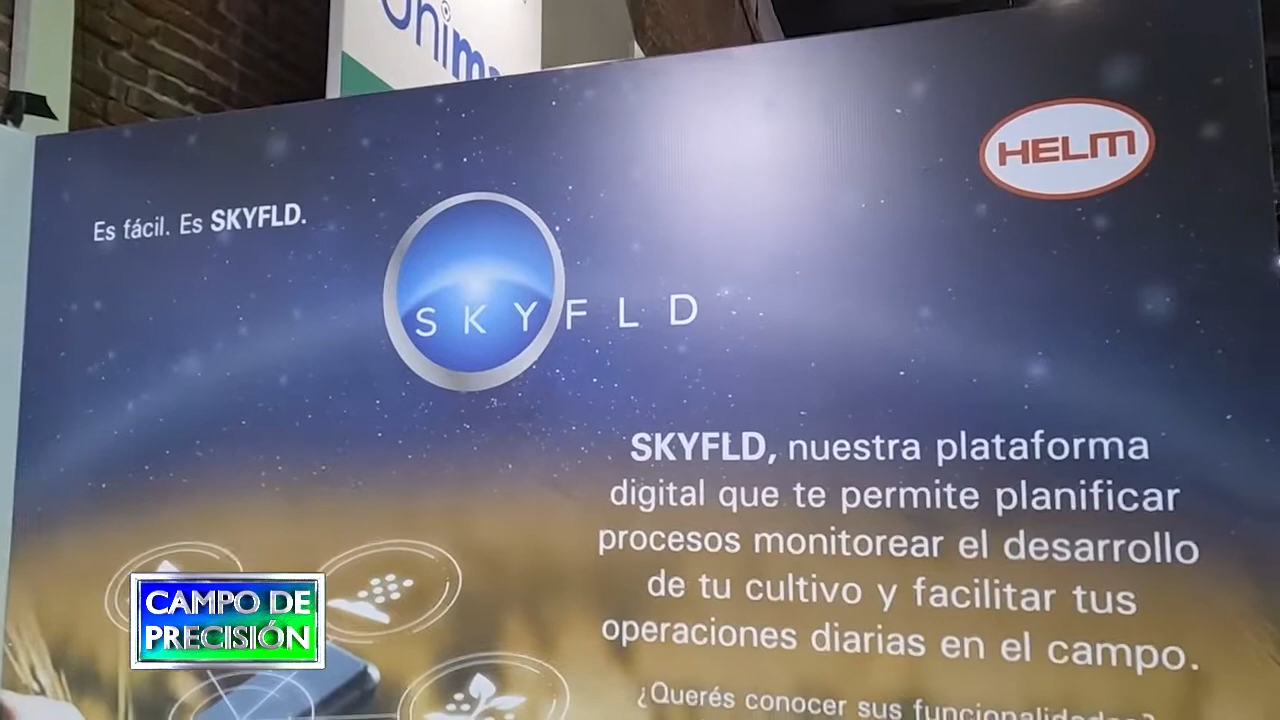 HELM
Es fácil. Es SKYFLD.
SKYFLD
SKYFLD, nuestra plataforma
digital que te permite planificar
procesos monitorear el desarrollo
de tu cultivo y facilitar tus
operaciones diarias en el campo.
¿Querés conocer sus funcionalidades?
CAMPO DE
PRECISIÓN